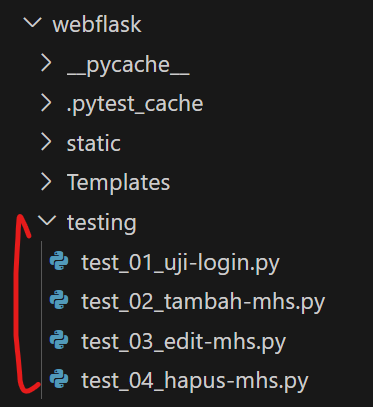 webflask
__pycache__
.pytest_cache
static
Templates
testing
test_01_uji-login.py
test_02_tambah-mhs.py
test_03_edit-mhs.py
test_04_hapus-mhs.py